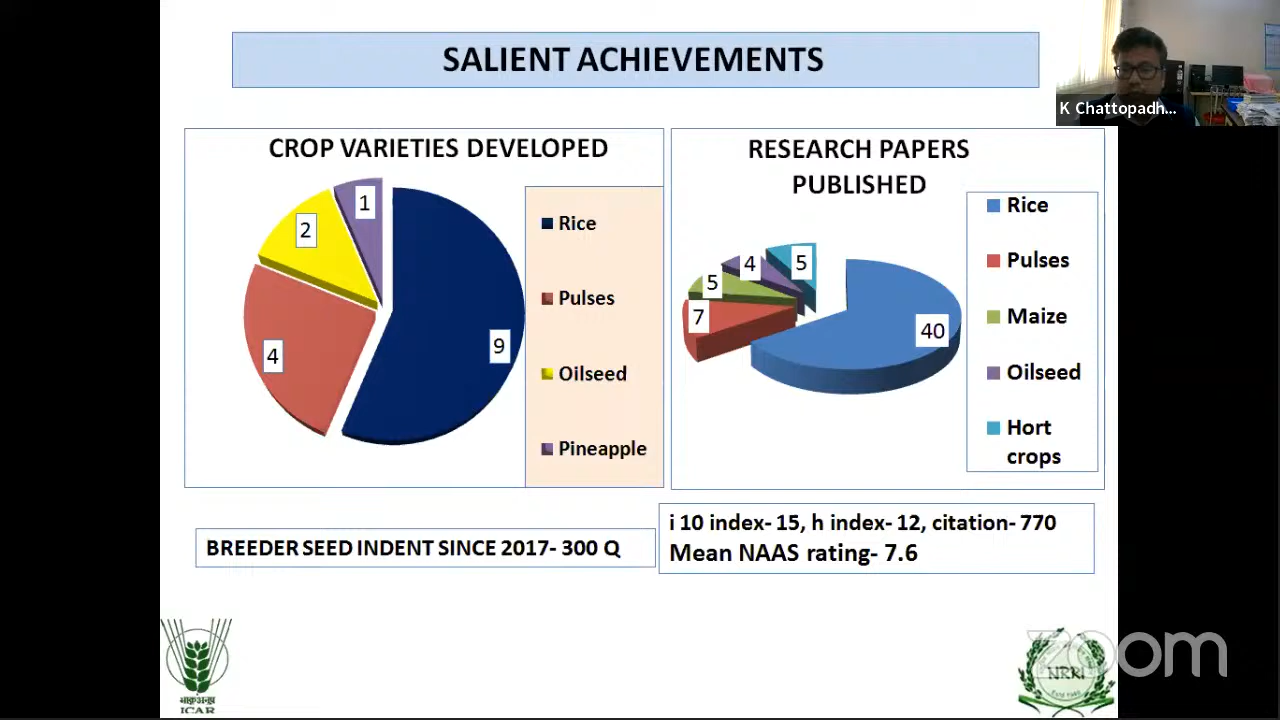 SALIENT ACHIEVEMENTS
K Chattopadh...
CROP VARIETIES DEVELOPED
1
2
4
9
Rice
Pulses
Oilseed
Pineapple
RESEARCH PAPERS
PUBLISHED
5
4
5
7
40
Rice
Pulses
Maize
Oilseed
Hort
crops
BREEDER SEED INDENT SINCE 2017- 300 Q
i 10 index- 15, h index- 12, citation- 770
Mean NAAS rating- 7.6
ICAR
NRRI
zoom